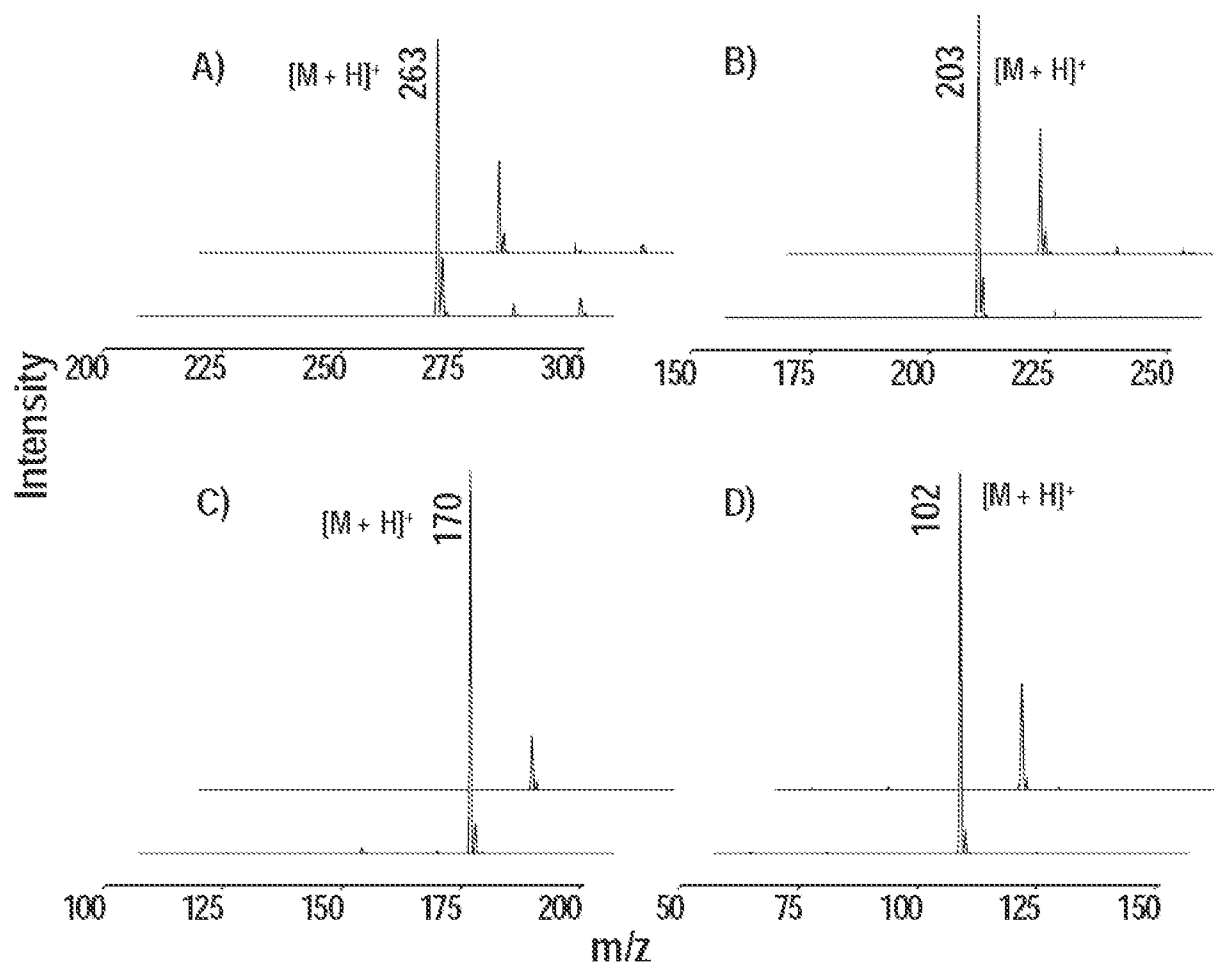 A)
[M + H]⁺
263
B)
203
[M + H]⁺
200 225 250 275 300
150 175 200 225 250
Intensity
C)
[M + H]⁺
170
D)
102
[M + H]⁺
100 125 150 175 200
50 75 100 125 150
m/z